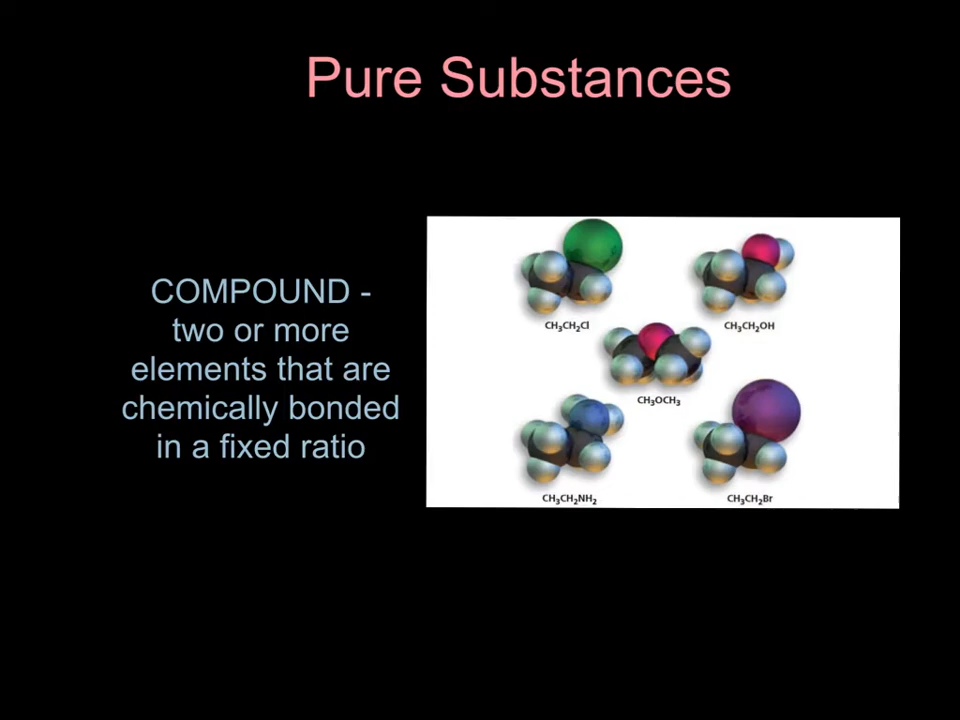 Pure Substances
COMPOUND -
two or more
elements that are
chemically bonded
in a fixed ratio
CH₃CH₂Cl
CH₃CH₂OH
CH₃OCH₃
CH₃CH₂NH₂
CH₃CH₂Br